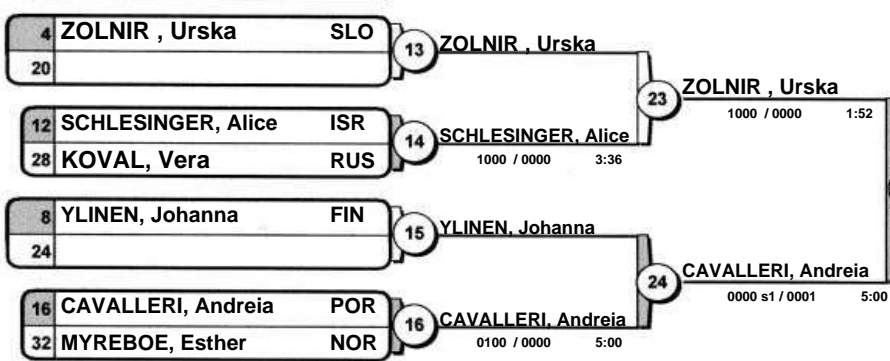 4 ZOLNIR , Urska SLO
20
13
ZOLNIR , Urska
12 SCHLESINGER, Alice ISR
28 KOVAL, Vera RUS
14
SCHLESINGER, Alice
1000 / 0000 3:36
23
ZOLNIR , Urska
1000 / 0000 1:52
8 YLINEN, Johanna FIN
24
15
YLINEN, Johanna
16 CAVALLERI, Andreia POR
32 MYREBOE, Esther NOR
16
CAVALLERI, Andreia
0100 / 0000 5:00
24
CAVALLERI, Andreia
0000 s1 / 0001 5:00